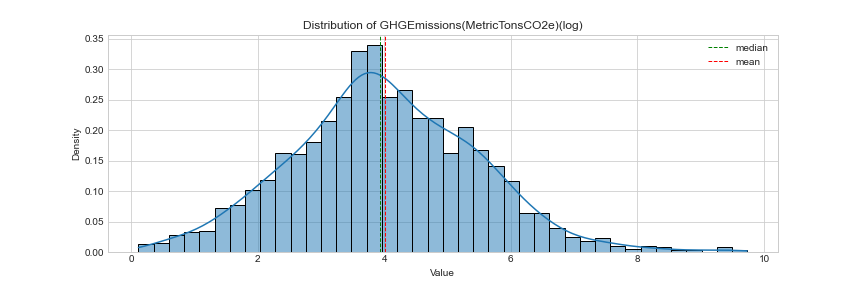 Distribution of GHGEmissions(MetricTonsCO2e)(log)
median
mean
Density
0.35
0.30
0.25
0.20
0.15
0.10
0.05
0.00
0
2
4
6
8
10
Value